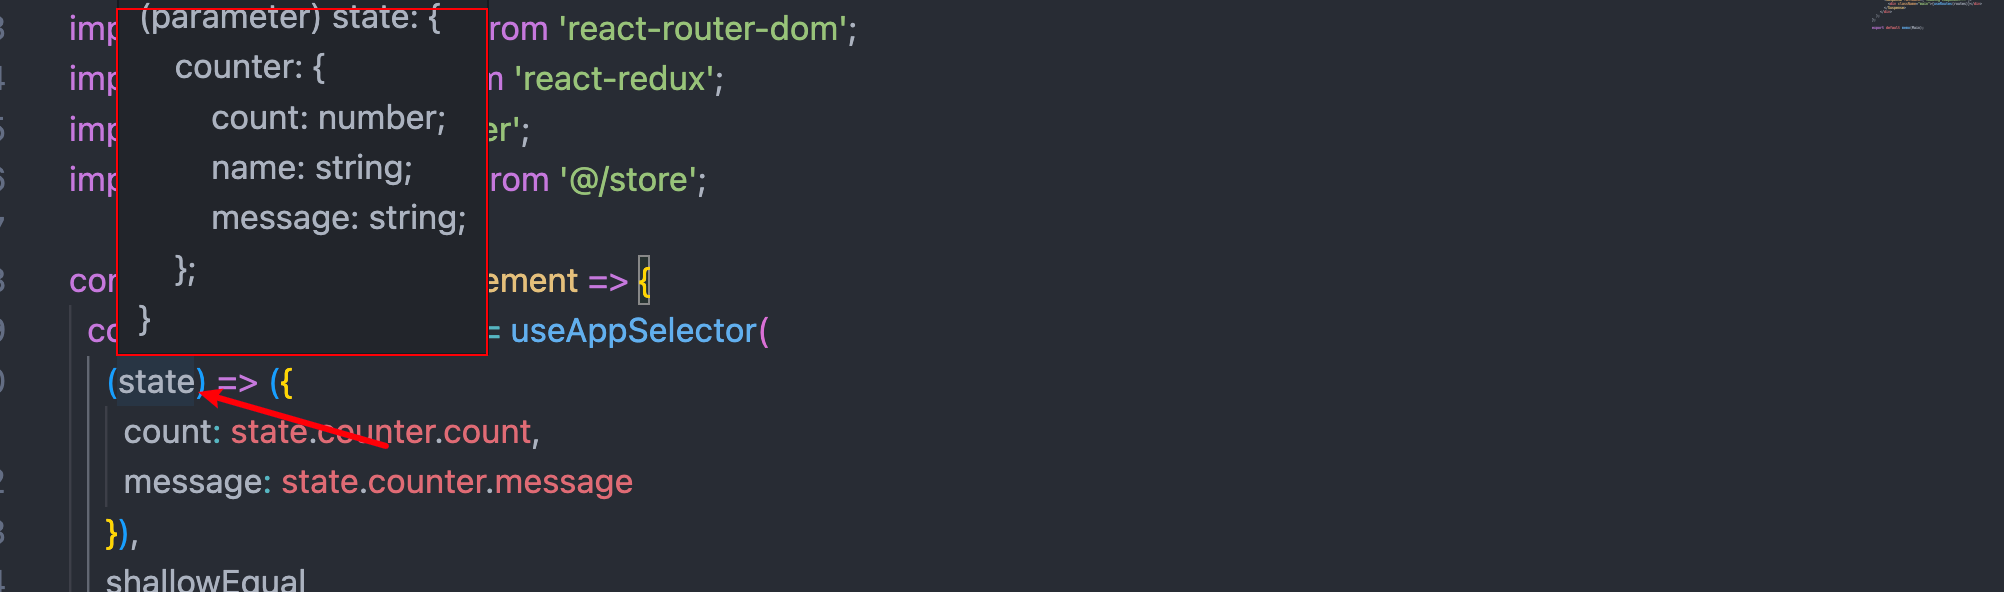 (parameter) state: {
counter: {
count: number;
name: string;
message: string;
};
}
imp rom 'react-router-dom';
imp m 'react-redux';
imp er';
imp rom '@/store';
con ement => {
co = useAppSelector(
(state) => ({
count: state.counter.count,
message: state.counter.message
}),
shallowEqual